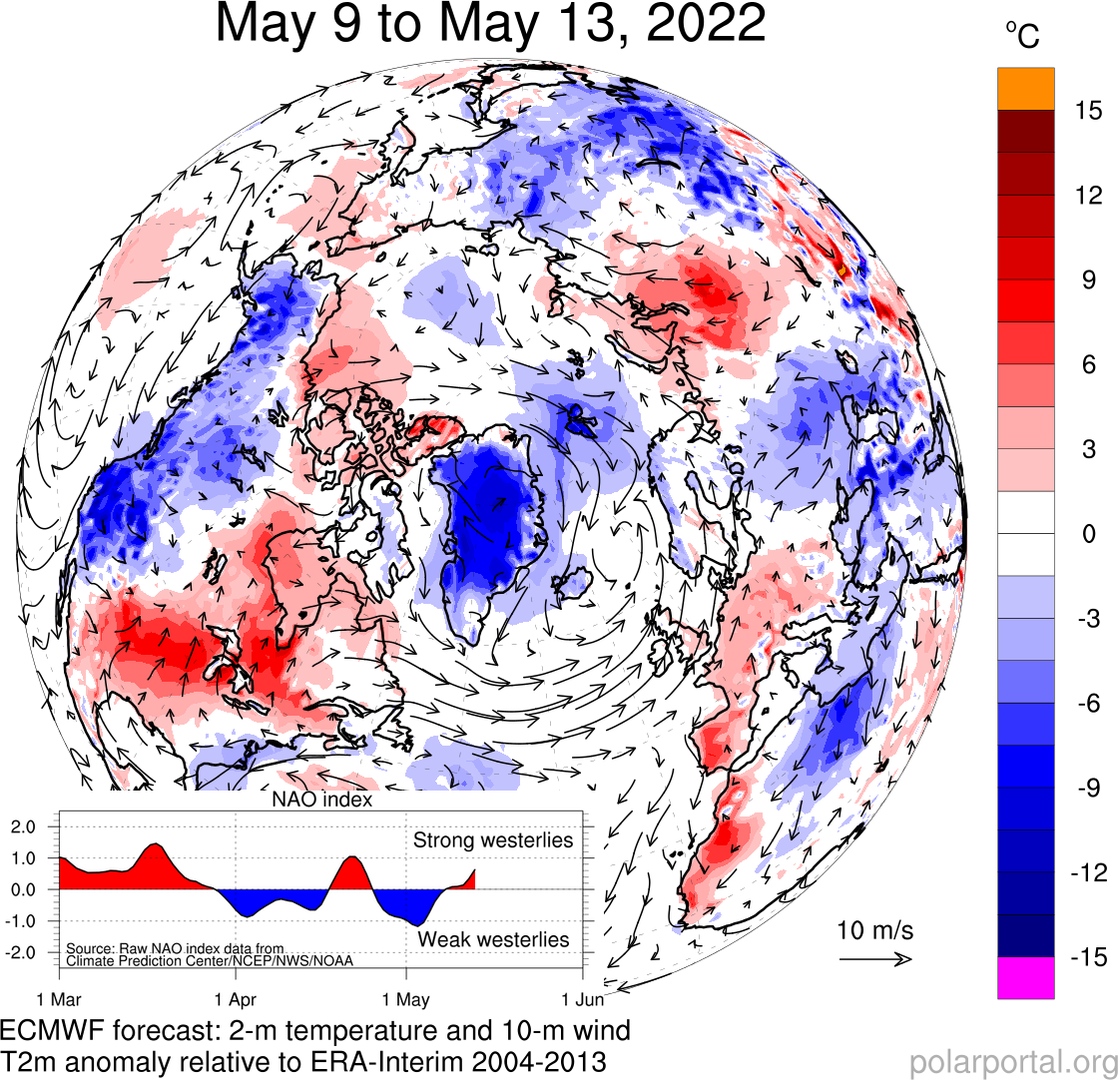 May 9 to May 13, 2022
°C
15
12
9
6
3
0
-3
-6
-9
-12
-15
10 m/s
NAO index
2.0
1.0
0.0
-1.0
-2.0
Strong westerlies
Weak westerlies
Source: Raw NAO index data from
Climate Prediction Center/NCEP/NWS/NOAA
1 Mar
1 Apr
1 May
1 Jun
ECMWF forecast: 2-m temperature and 10-m wind
T2m anomaly relative to ERA-Interim 2004-2013
polarportal.org